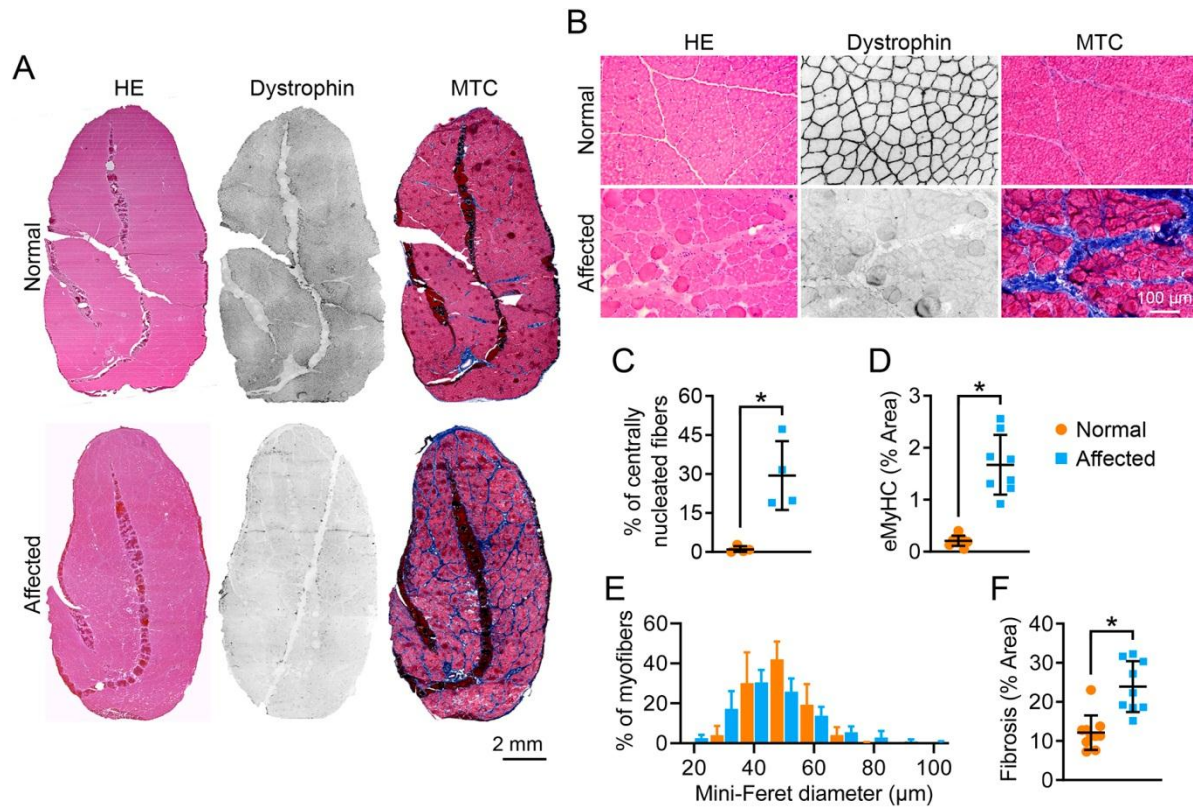 A
HE
Dystrophin
MTC
Normal
Affected
2 mm
B
HE
Dystrophin
MTC
Normal
Affected
100 µm
C
% of centrally
nucleated fibers
60
45
30
15
0
*
D
eMyHC (% Area)
3
2
1
0
*
Normal
Affected
E
% of myofibers
60
40
20
0
20
40
60
80
100
Mini-Feret diameter (µm)
F
Fibrosis (% Area)
40
30
20
10
0
*